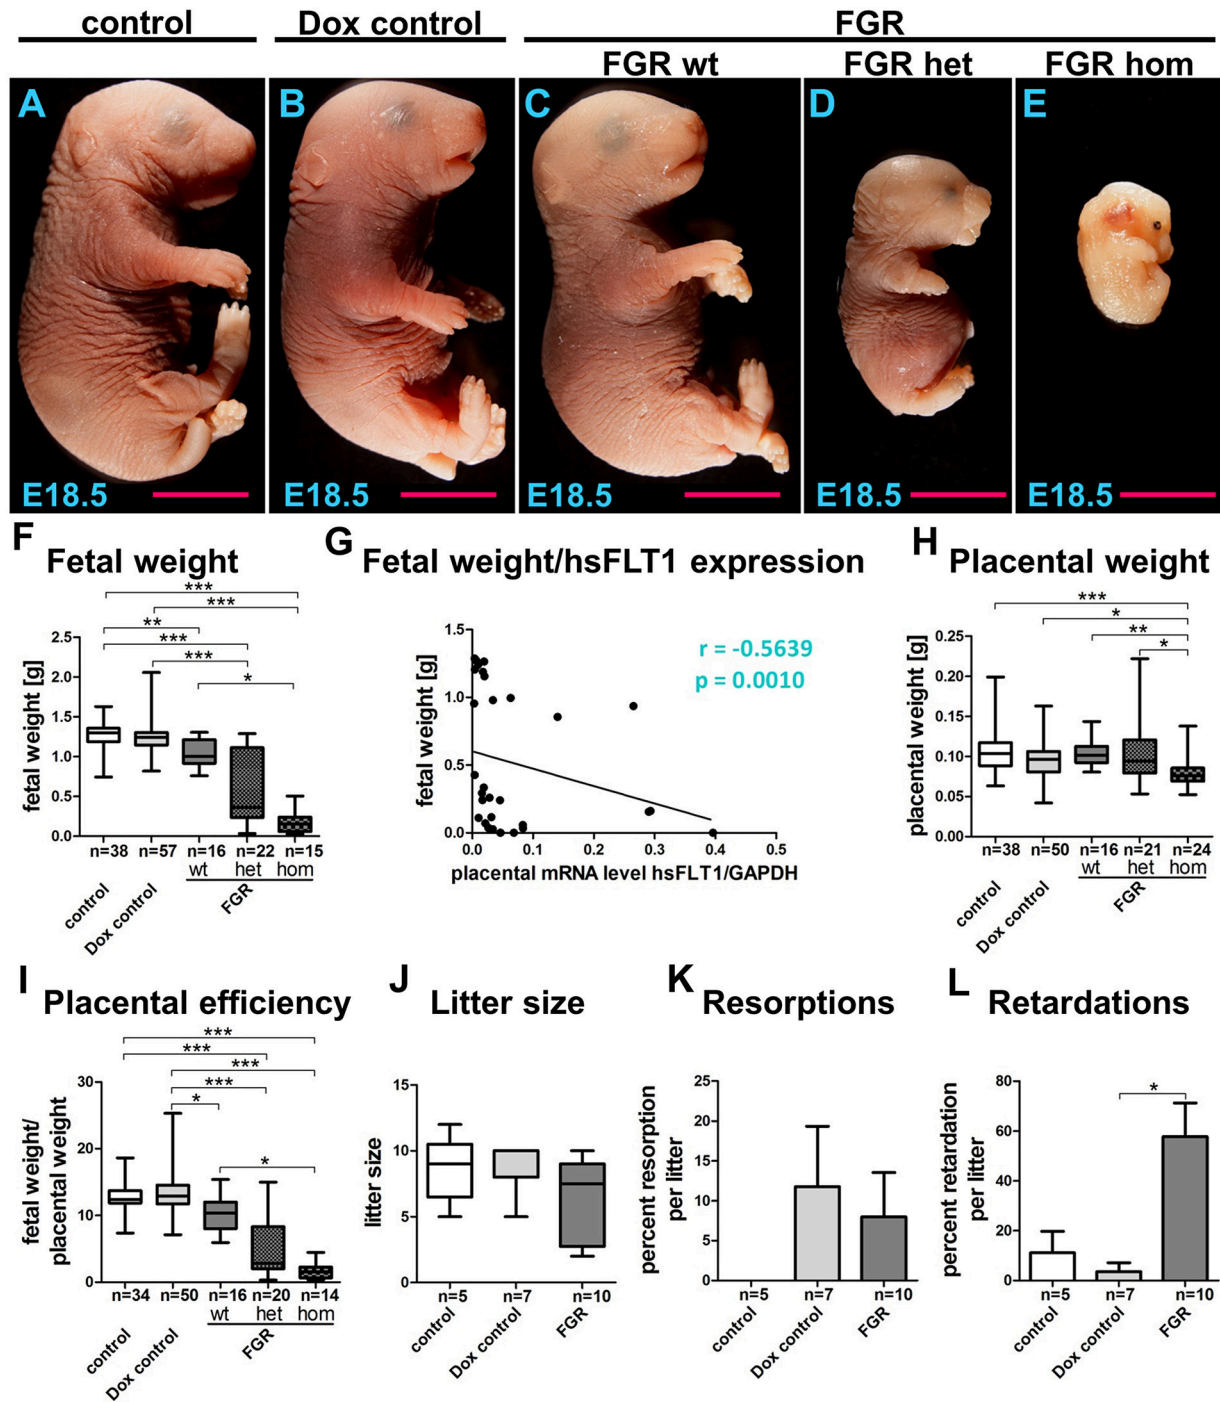 control Dox control FGR
FGR wt FGR het FGR hom
A B C D E
E18.5 E18.5 E18.5 E18.5 E18.5
F Fetal weight
***
***
**
***
***
*
fetal weight [g]
2.5
2.0
1.5
1.0
0.5
0.0
n=38 n=57 n=16 n=22 n=15
wt het hom
control Dox control FGR
G Fetal weight/hsFLT1 expression
r = -0.5639
p = 0.0010
fetal weight [g]
1.5
1.0
0.5
0.0
0.0 0.1 0.2 0.3 0.4 0.5
placental mRNA level hsFLT1/GAPDH
H Placental weight
***
*
**
*
placental weight [g]
0.25
0.20
0.15
0.10
0.05
0.00
n=38 n=50 n=16 n=21 n=24
wt het hom
control Dox control FGR
I Placental efficiency
***
***
***
***
*
*
fetal weight/
placental weight
30
20
10
0
n=34 n=50 n=16 n=20 n=14
wt het hom
control Dox control FGR
J Litter size
litter size
15
10
5
0
n=5 n=7 n=10
control Dox control FGR
K Resorptions
percent resorption
per litter
25
20
15
10
5
0
n=5 n=7 n=10
control Dox control FGR
L Retardations
*
percent retardation
per litter
80
60
40
20
0
n=5 n=7 n=10
control Dox control FGR